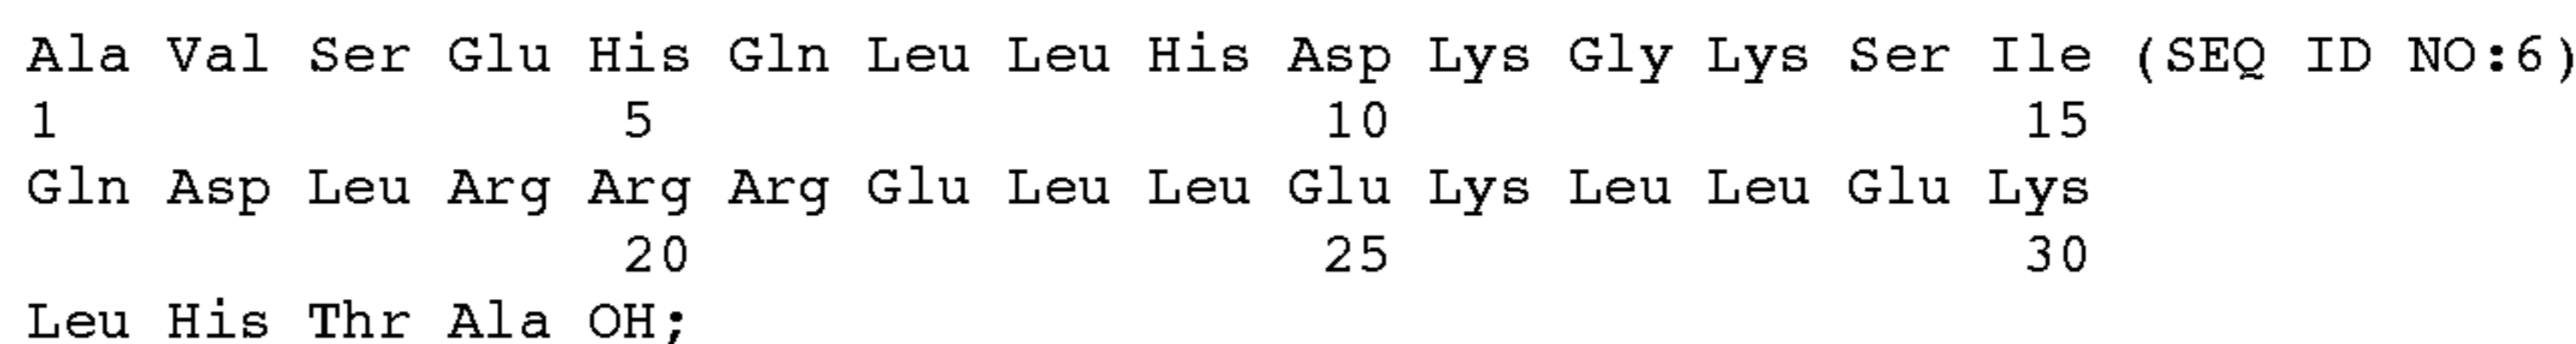 Ala Val Ser Glu His Gln Leu Leu His Asp Lys Gly Lys Ser Ile (SEQ ID NO:6)
1 5 10 15
Gln Asp Leu Arg Arg Arg Glu Leu Leu Glu Lys Leu Leu Glu Lys
20 25 30
Leu His Thr Ala OH;